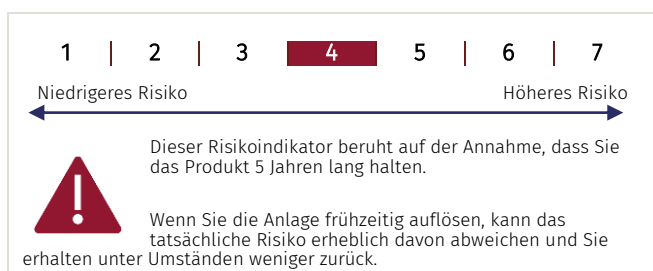 1 | 2 | 3 | 4 | 5 | 6 | 7
Niedrigeres Risiko Höheres Risiko
Dieser Risikoindikator beruht auf der Annahme, dass Sie
das Produkt 5 Jahren lang halten.
Wenn Sie die Anlage frühzeitig auflösen, kann das
tatsächliche Risiko erheblich davon abweichen und Sie
erhalten unter Umständen weniger zurück.